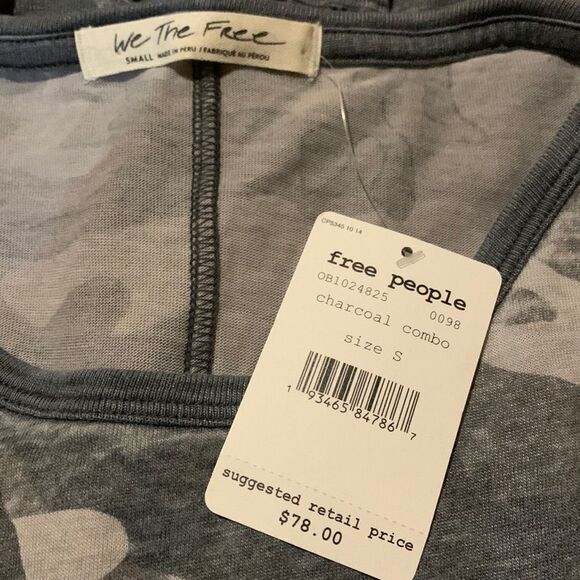 We The Free
SMALL MADE IN PERU / FABRIQUÉ AU PÉROU
CP5345 10 14
free people
OB1024825 0098
charcoal combo
size S
1 93465 84786 7
suggested retail price
$78.00